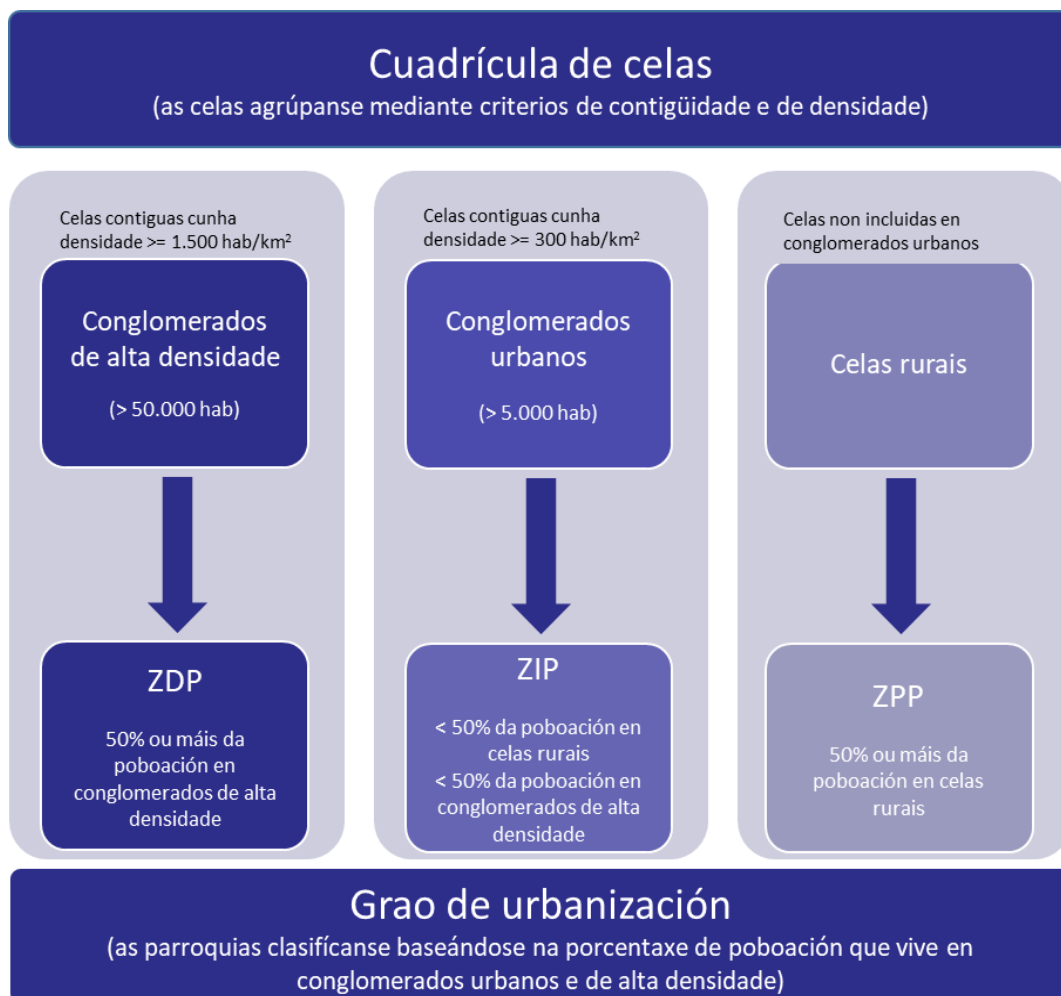 Cuadrícula de celas
(as celas agrúpanse mediante criterios de contigüidade e de densidade)
Celas contiguas cunha
densidade >= 1.500 hab/km²
Conglomerados
de alta densidade
(> 50.000 hab)
ZDP
50% ou máis da
poboación en
conglomerados de alta
densidade
Celas contiguas cunha
densidade >= 300 hab/km²
Conglomerados
urbanos
(> 5.000 hab)
ZIP
< 50% da poboación en
celas rurais
< 50% da poboación en
conglomerados de alta
densidade
Celas non incluidas en
conglomerados urbanos
Celas rurais
ZPP
50% ou máis da
poboación en celas
rurais
Grao de urbanización
(as parroquias clasifícanse baseándose na porcentaxe de poboación que vive en
conglomerados urbanos e de alta densidade)